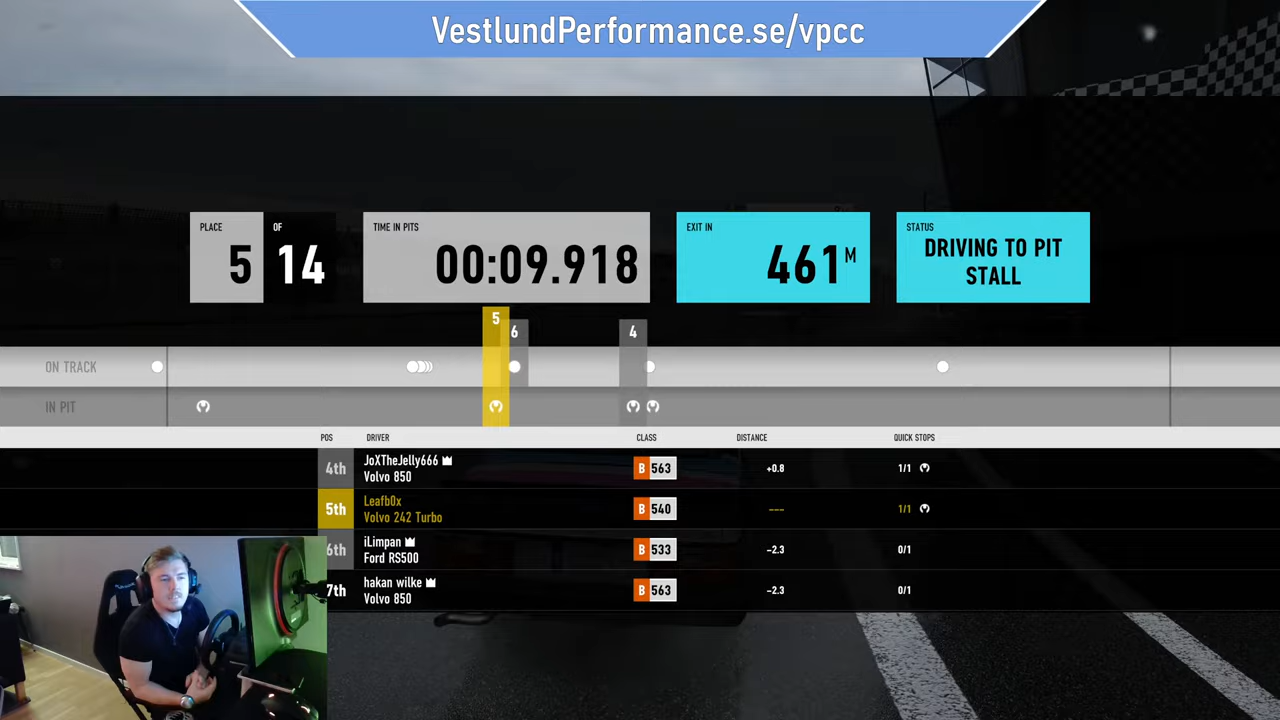 VestlundPerformance.se/vpcc
PLACE
5
OF
14
TIME IN PITS
00:09.918
EXIT IN
461 M
STATUS
DRIVING TO PIT
STALL
5
6
4
ON TRACK
IN PIT
POS DRIVER CLASS DISTANCE QUICK STOPS
4th JoXTheJelly666 B 563 +0.8 1/1
Volvo 850
5th Leafb0x B 540 --- 1/1
Volvo 242 Turbo
6th iLimpan B 533 -2.3 0/1
Ford RS500
7th hakan wilke B 563 -2.3 0/1
Volvo 850